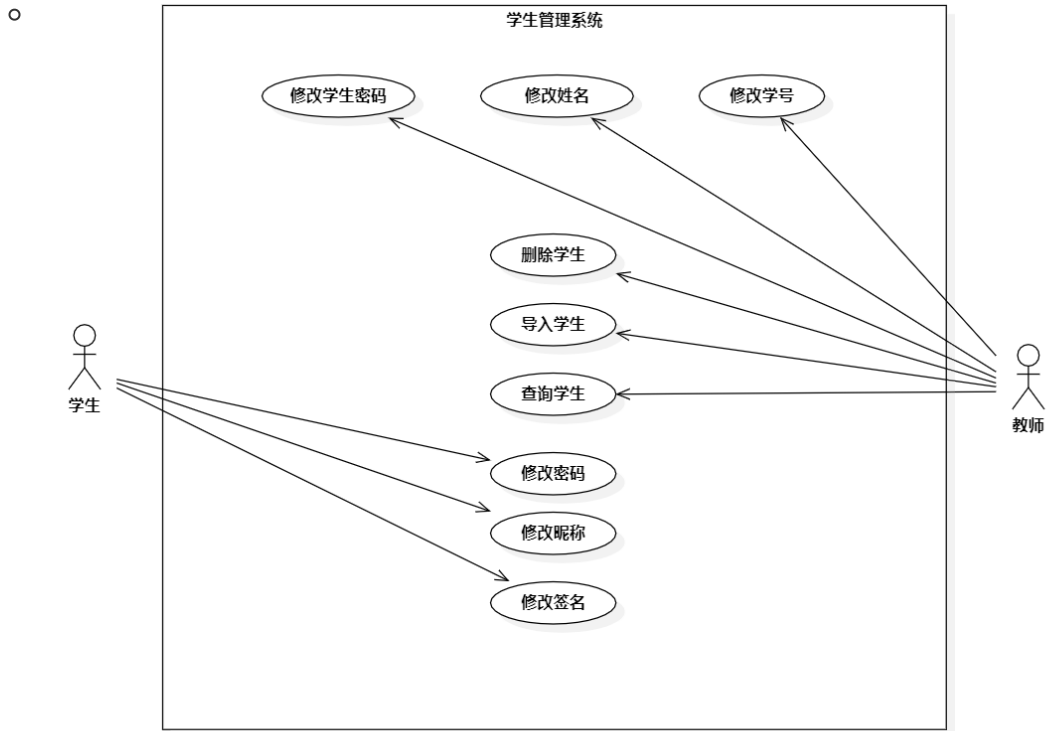 学生管理系统
修改学生密码
修改姓名
修改学号
删除学生
导入学生
查询学生
学生
教师
修改密码
修改昵称
修改签名